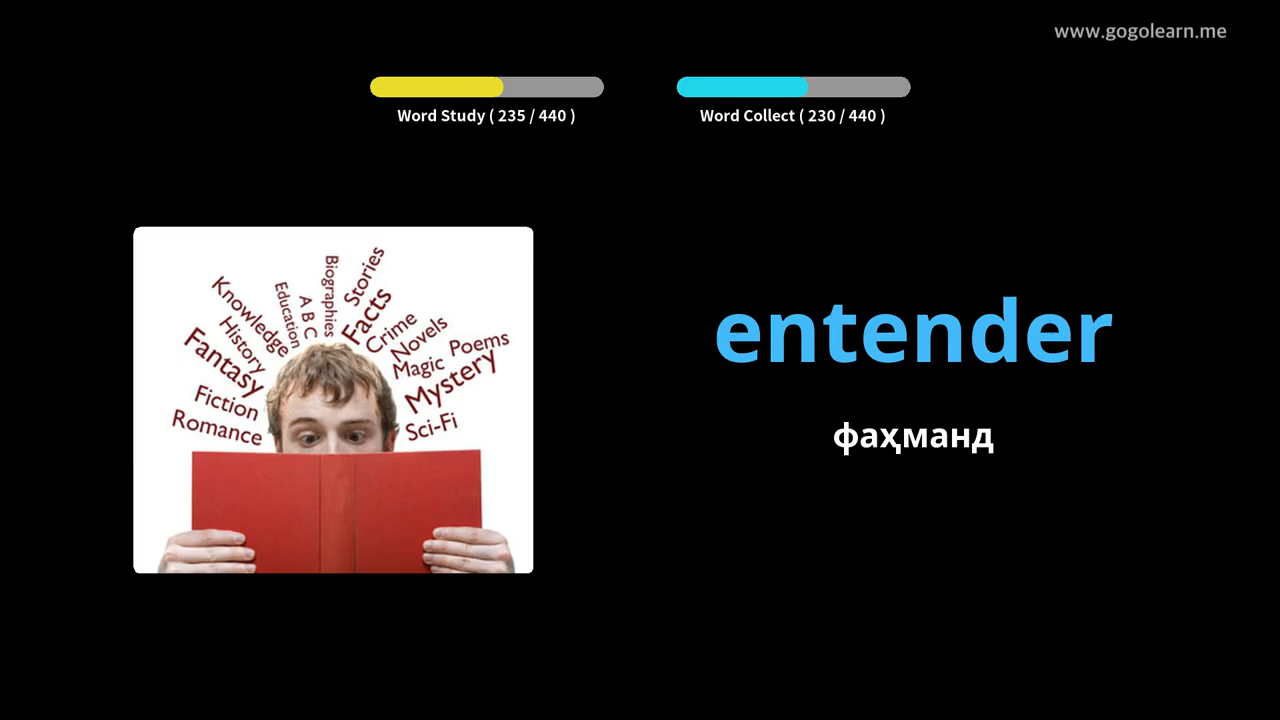 www.gogolearn.me
Word Study ( 235 / 440 )
Word Collect ( 230 / 440 )
Biographies
Stories
Education
A B C
Facts
Knowledge
Crime
History
Novels
Poems
Fantasy
Magic
Mystery
Fiction
Sci-Fi
Romance
entender
фаҳманд